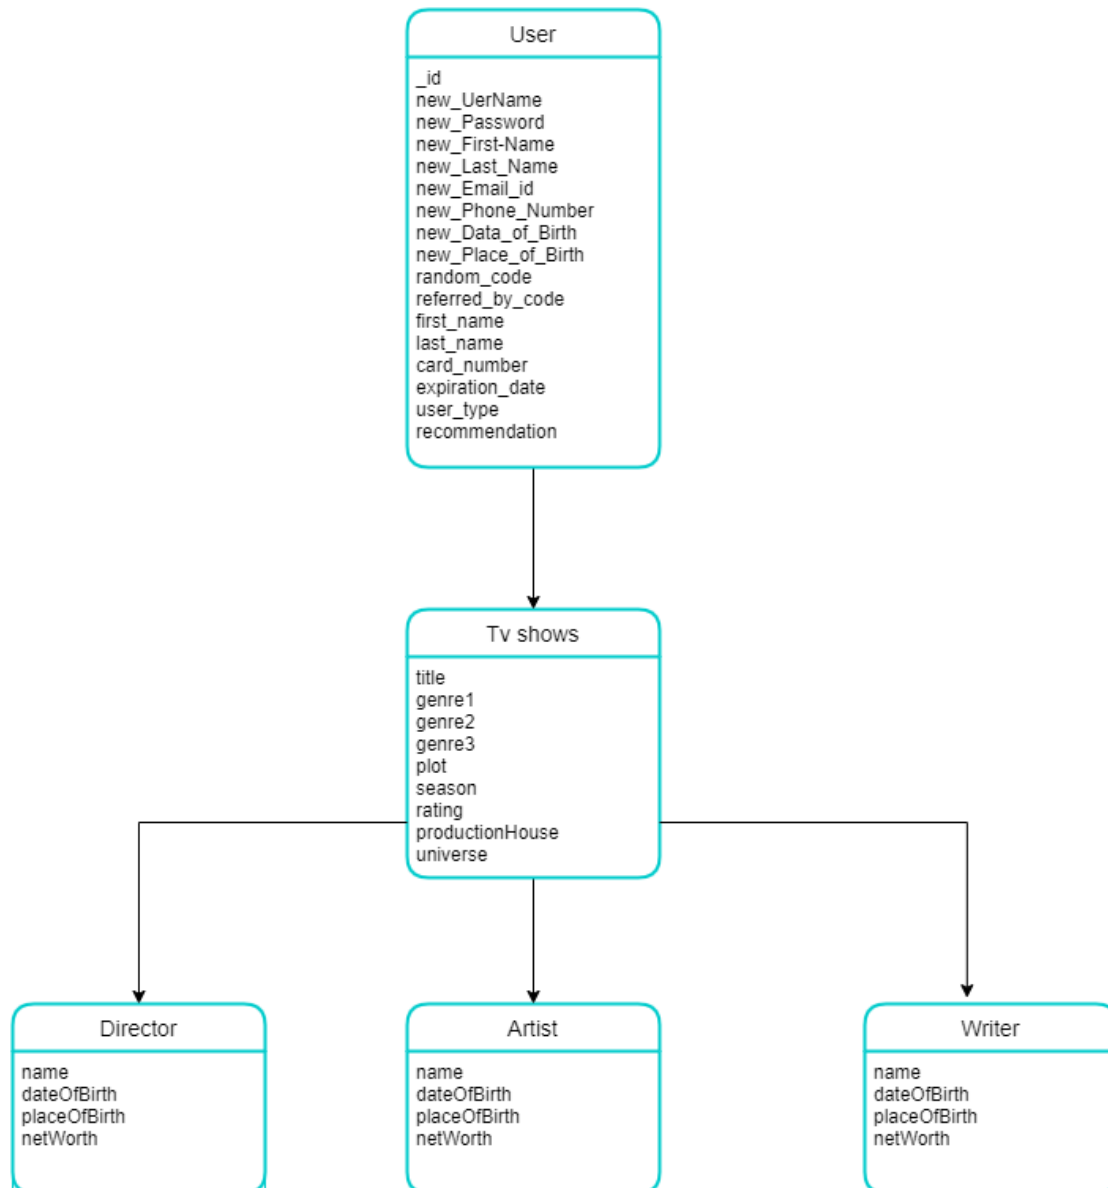 User
_id
new_UerName
new_Password
new_First-Name
new_Last_Name
new_Email_id
new_Phone_Number
new_Data_of_Birth
new_Place_of_Birth
random_code
referred_by_code
first_name
last_name
card_number
expiration_date
user_type
recommendation
Tv shows
title
genre1
genre2
genre3
plot
season
rating
productionHouse
universe
Director
name
dateOfBirth
placeOfBirth
netWorth
Artist
name
dateOfBirth
placeOfBirth
netWorth
Writer
name
dateOfBirth
placeOfBirth
netWorth